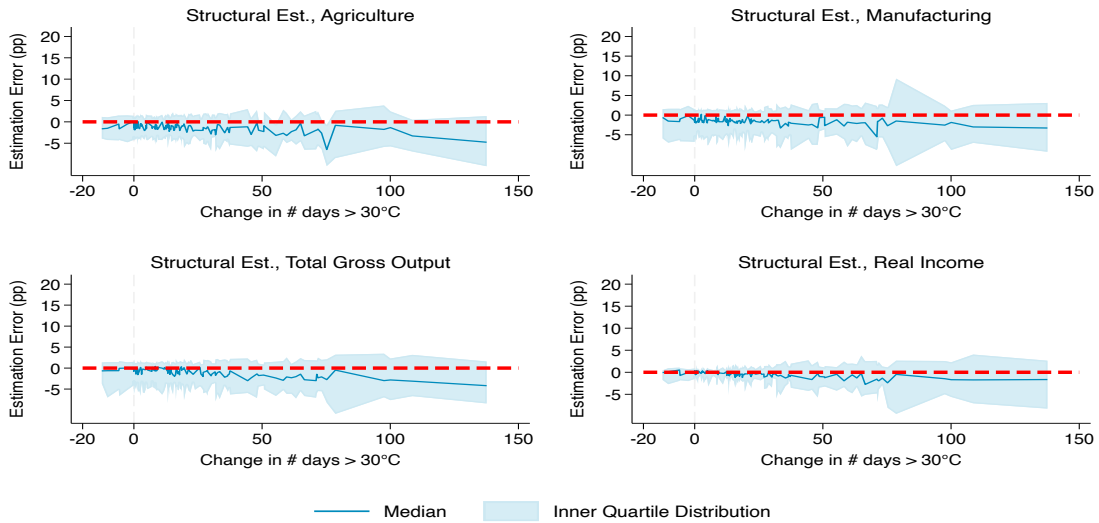 Structural Est., Agriculture
Estimation Error (pp)
20
15
10
5
0
-5
-20 0 50 100 150
Change in # days > 30°C
Structural Est., Manufacturing
Estimation Error (pp)
20
15
10
5
0
-5
-20 0 50 100 150
Change in # days > 30°C
Structural Est., Total Gross Output
Estimation Error (pp)
20
15
10
5
0
-5
-20 0 50 100 150
Change in # days > 30°C
Structural Est., Real Income
Estimation Error (pp)
20
15
10
5
0
-5
-20 0 50 100 150
Change in # days > 30°C
Median Inner Quartile Distribution